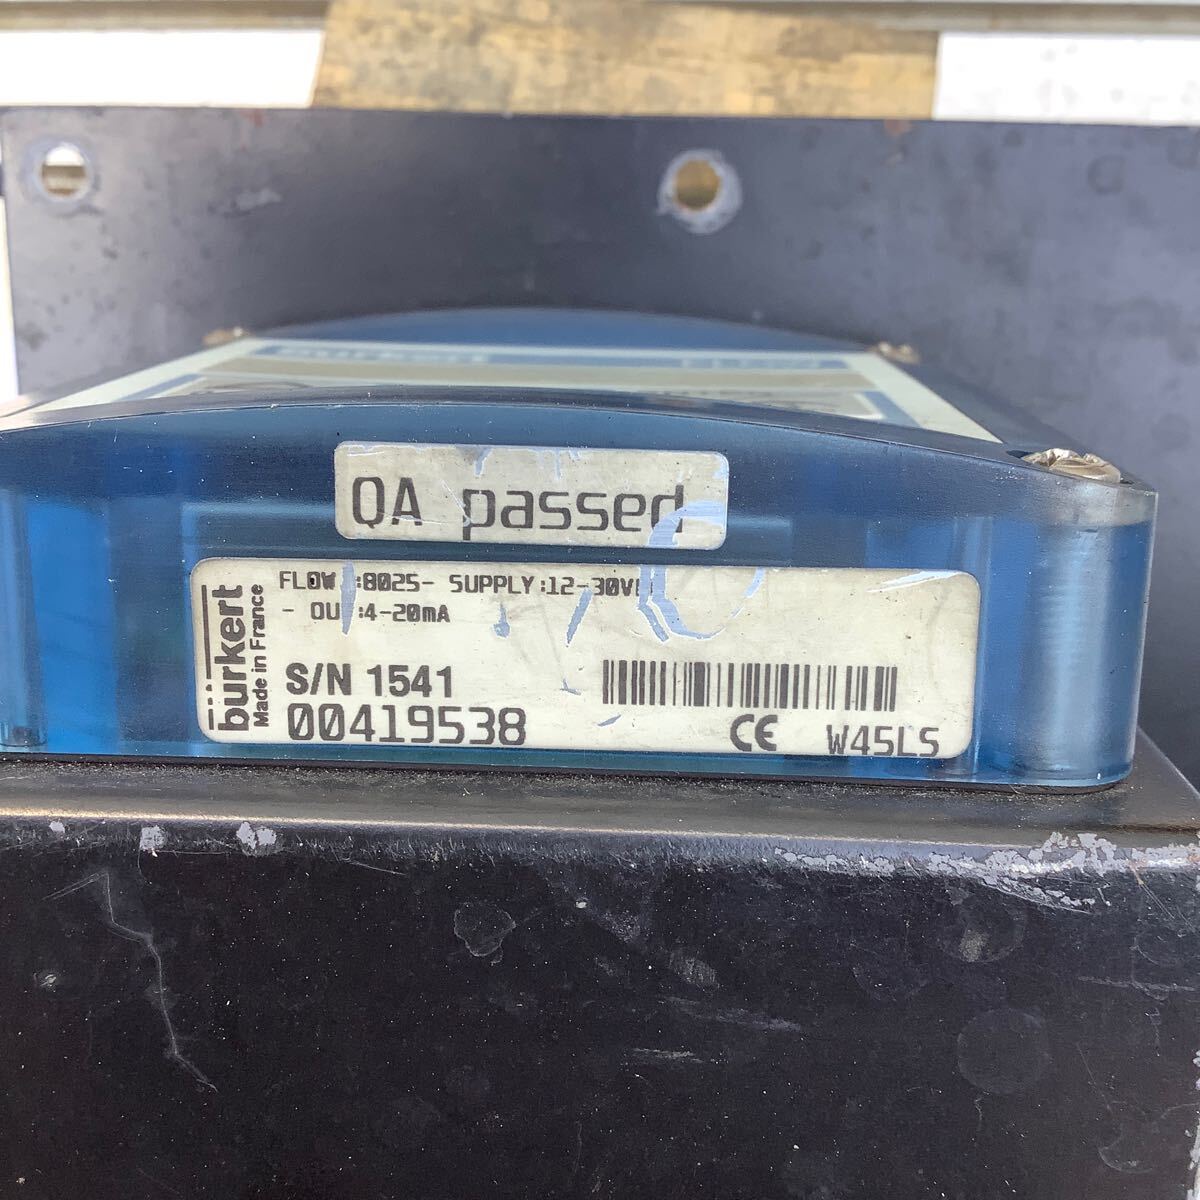 QA passed
bürkert
Made in France
FLOW :8025- SUPPLY:12-30V
- OU :4-20mA
S/N 1541
00419538
CE
W45LS